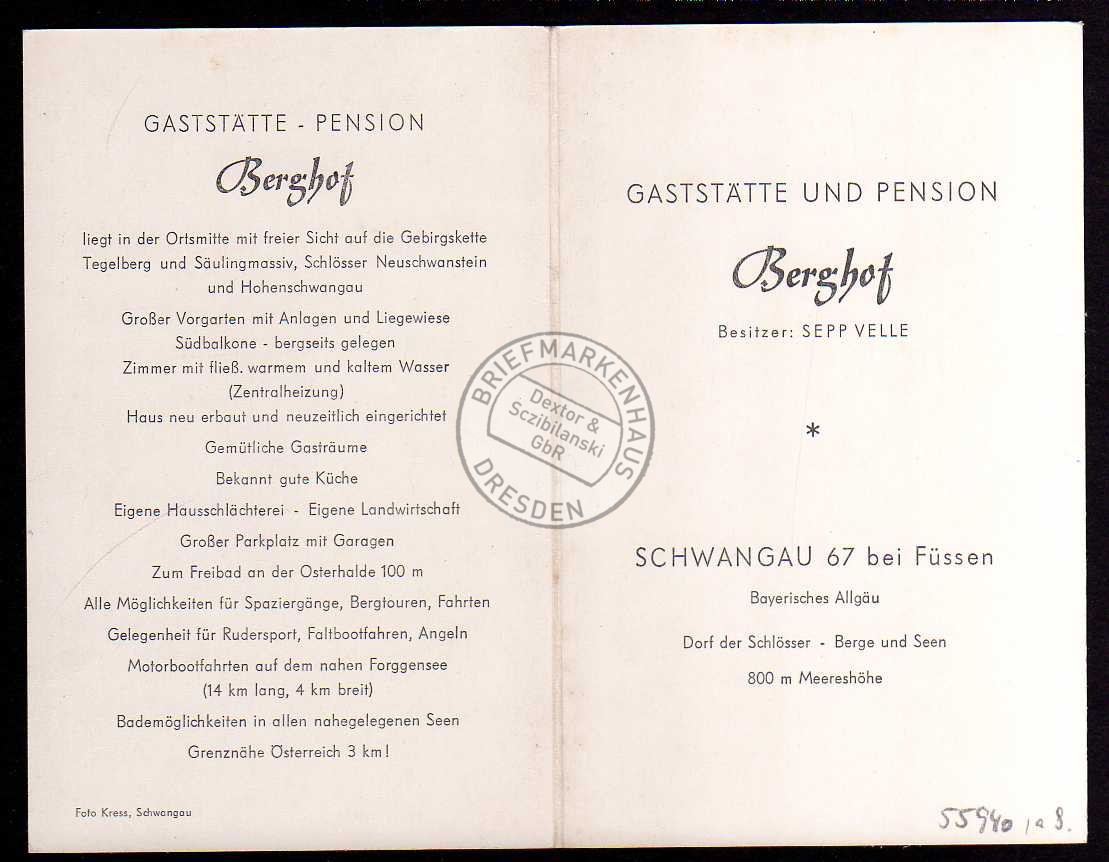 GASTSTÄTTE - PENSION
Berghof
liegt in der Ortsmitte mit freier Sicht auf die Gebirgskette
Tegelberg und Säulingmassiv, Schlösser Neuschwanstein
und Hohenschwangau
Großer Vorgarten mit Anlagen und Liegewiese
Südbalkone - bergseits gelegen
Zimmer mit fließ. warmem und kaltem Wasser
(Zentralheizung)
Haus neu erbaut und neuzeitlich eingerichtet
Gemütliche Gasträume
Bekannt gute Küche
Eigene Hausschlächterei - Eigene Landwirtschaft
Großer Parkplatz mit Garagen
Zum Freibad an der Osterhalde 100 m
Alle Möglichkeiten für Spaziergänge, Bergtouren, Fahrten
Gelegenheit für Rudersport, Faltbootfahren, Angeln
Motorbootfahrten auf dem nahen Forggensee
(14 km lang, 4 km breit)
Bademöglichkeiten in allen nahegelegenen Seen
Grenznähe Österreich 3 km!
Foto Kress, Schwangau
GASTSTÄTTE UND PENSION
Berghof
Besitzer: SEPP VELLE
*
SCHWANGAU 67 bei Füssen
Bayerisches Allgäu
Dorf der Schlösser - Berge und Seen
800 m Meereshöhe
BRIEFMARKENHAUS
Dextor &
Sczibilanski
GbR
DRESDEN
55940